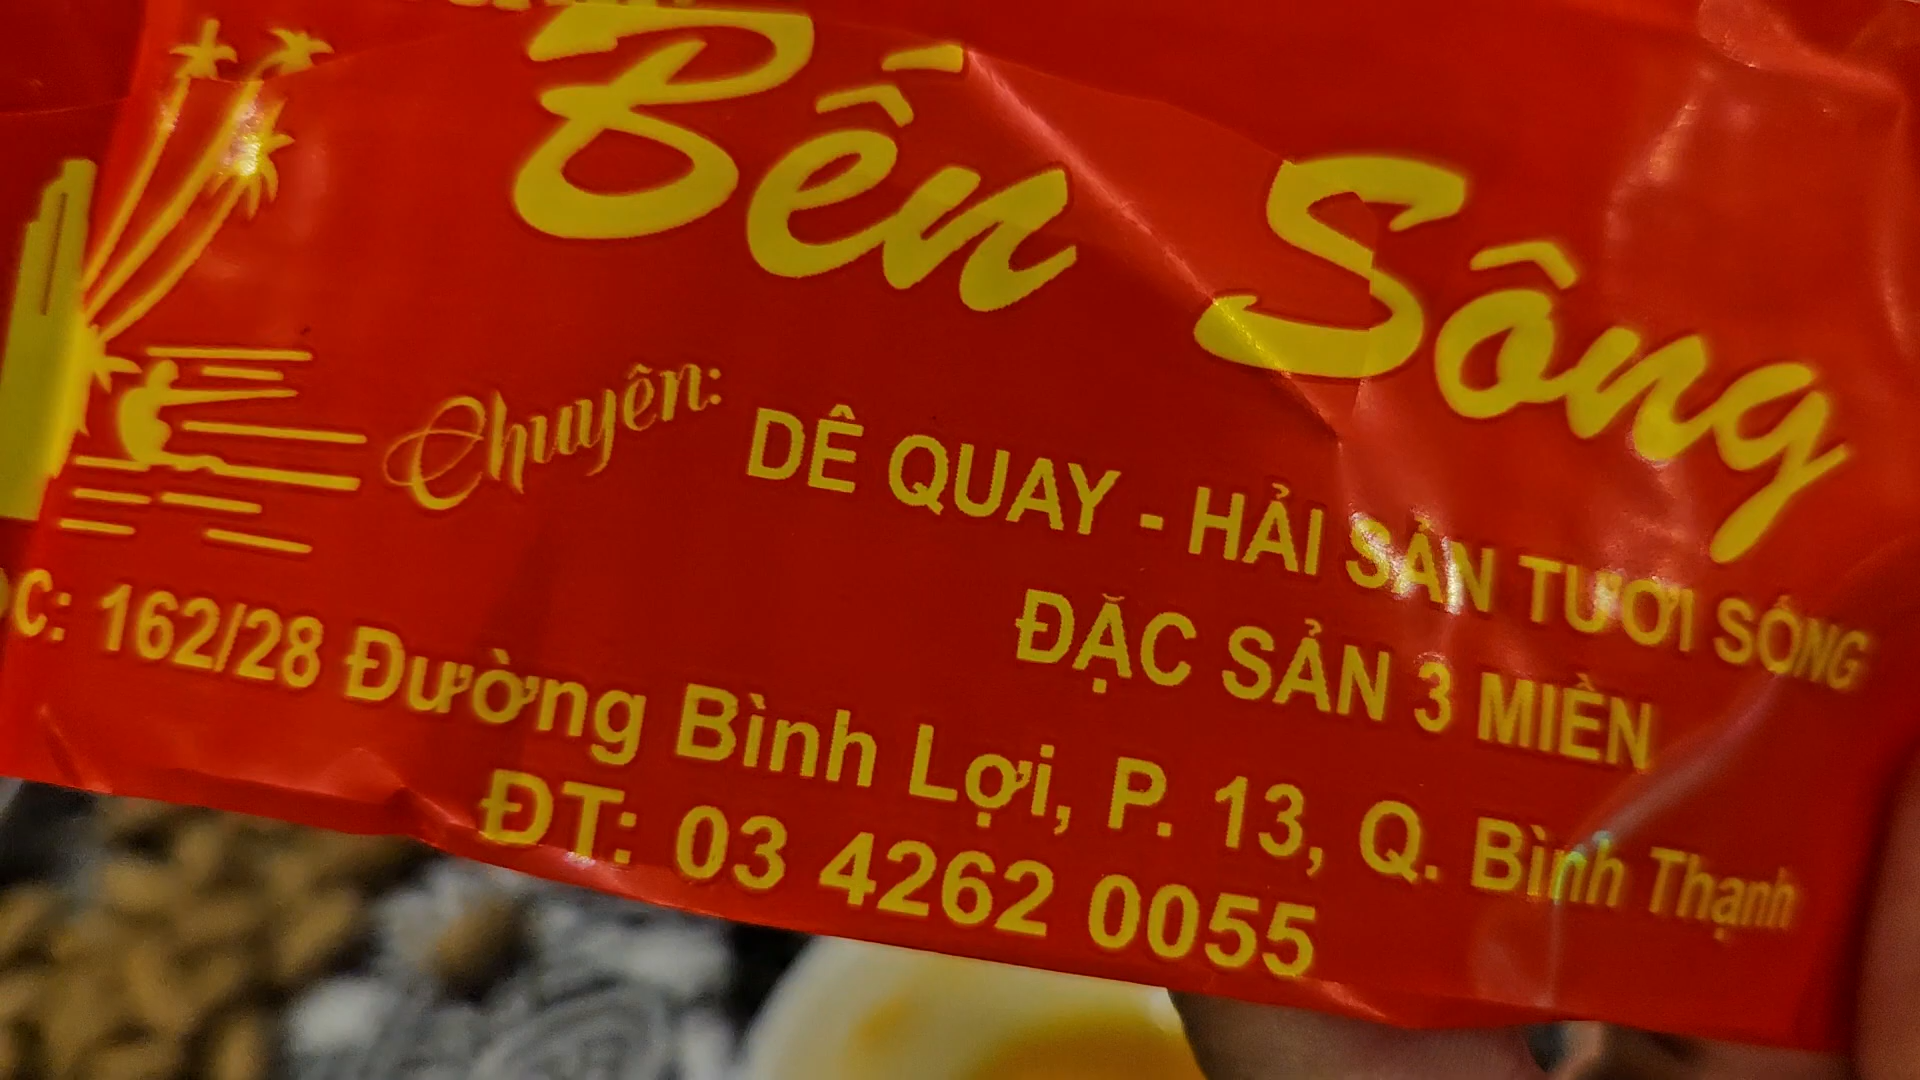 Bến Sông
Chuyên: DÊ QUAY - HẢI SẢN TƯƠI SỐNG
ĐẶC SẢN 3 MIỀN
ĐC: 162/28 Đường Bình Lợi, P. 13, Q. Bình Thạnh
ĐT: 03 4262 0055